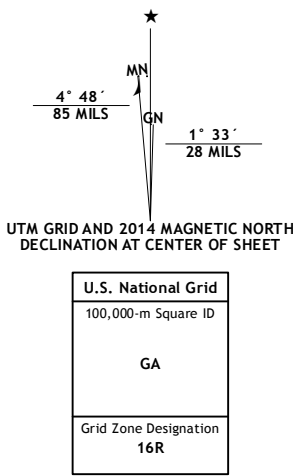 MN
4° 48´
85 MILS
GN
1° 33´
28 MILS
UTM GRID AND 2014 MAGNETIC NORTH
DECLINATION AT CENTER OF SHEET
U.S. National Grid
100,000-m Square ID
GA
Grid Zone Designation
16R